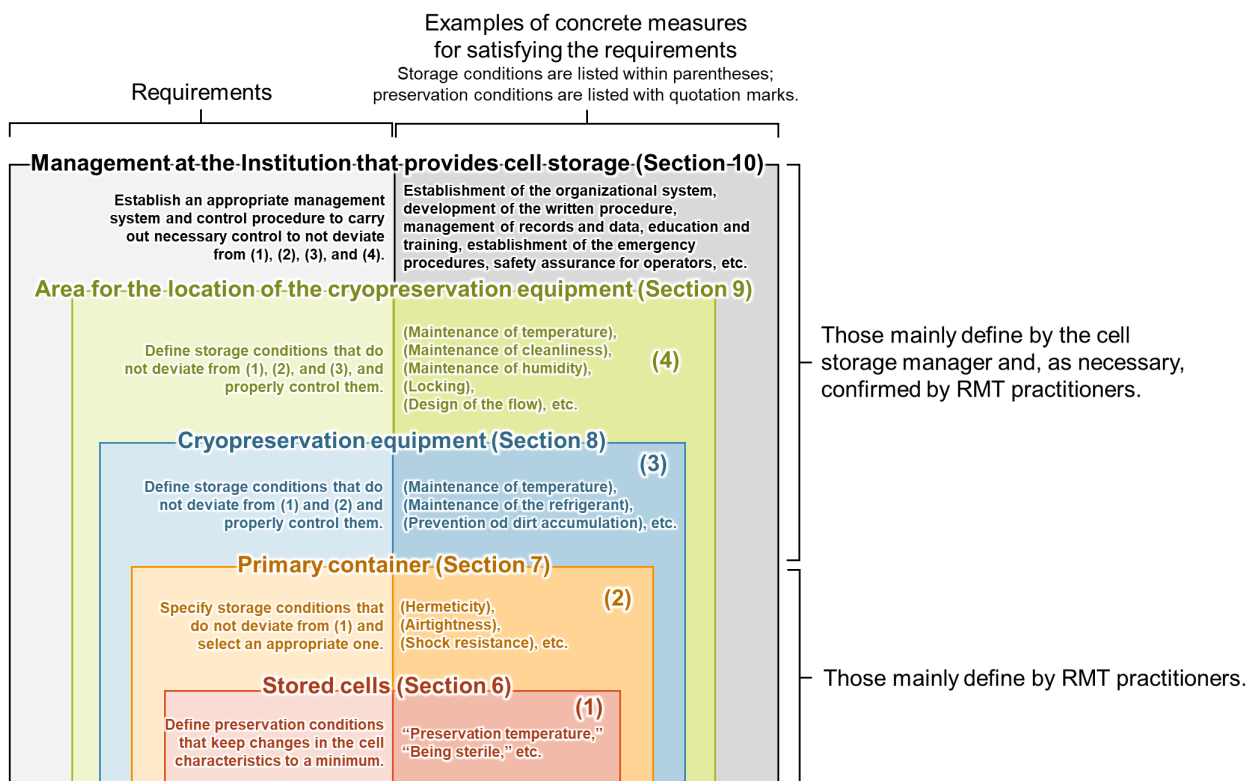 Examples of concrete measures
for satisfying the requirements
Storage conditions are listed within parentheses;
preservation conditions are listed with quotation marks.
Requirements
Management at the Institution that provides cell storage (Section 10)
Establish an appropriate management
system and control procedure to carry
out necessary control to not deviate
from (1), (2), (3), and (4).
Establishment of the organizational system,
development of the written procedure,
management of records and data, education and
training, establishment of the emergency
procedures, safety assurance for operators, etc.
Area for the location of the cryopreservation equipment (Section 9)
Define storage conditions that do
not deviate from (1), (2), and (3), and
properly control them.
(Maintenance of temperature),
(Maintenance of cleanliness),
(Maintenance of humidity),
(Locking),
(Design of the flow), etc.
(4)
Those mainly define by the cell
storage manager and, as necessary,
confirmed by RMT practitioners.
Cryopreservation equipment (Section 8)
(3)
Define storage conditions that do
not deviate from (1) and (2) and
properly control them.
(Maintenance of temperature),
(Maintenance of the refrigerant),
(Prevention od dirt accumulation), etc.
Primary container (Section 7)
(2)
Specify storage conditions that
do not deviate from (1) and
select an appropriate one.
(Hermeticity),
(Airtightness),
(Shock resistance), etc.
Those mainly define by RMT practitioners.
Stored cells (Section 6)
(1)
Define preservation conditions
that keep changes in the cell
characteristics to a minimum.
“Preservation temperature,”
“Being sterile,” etc.